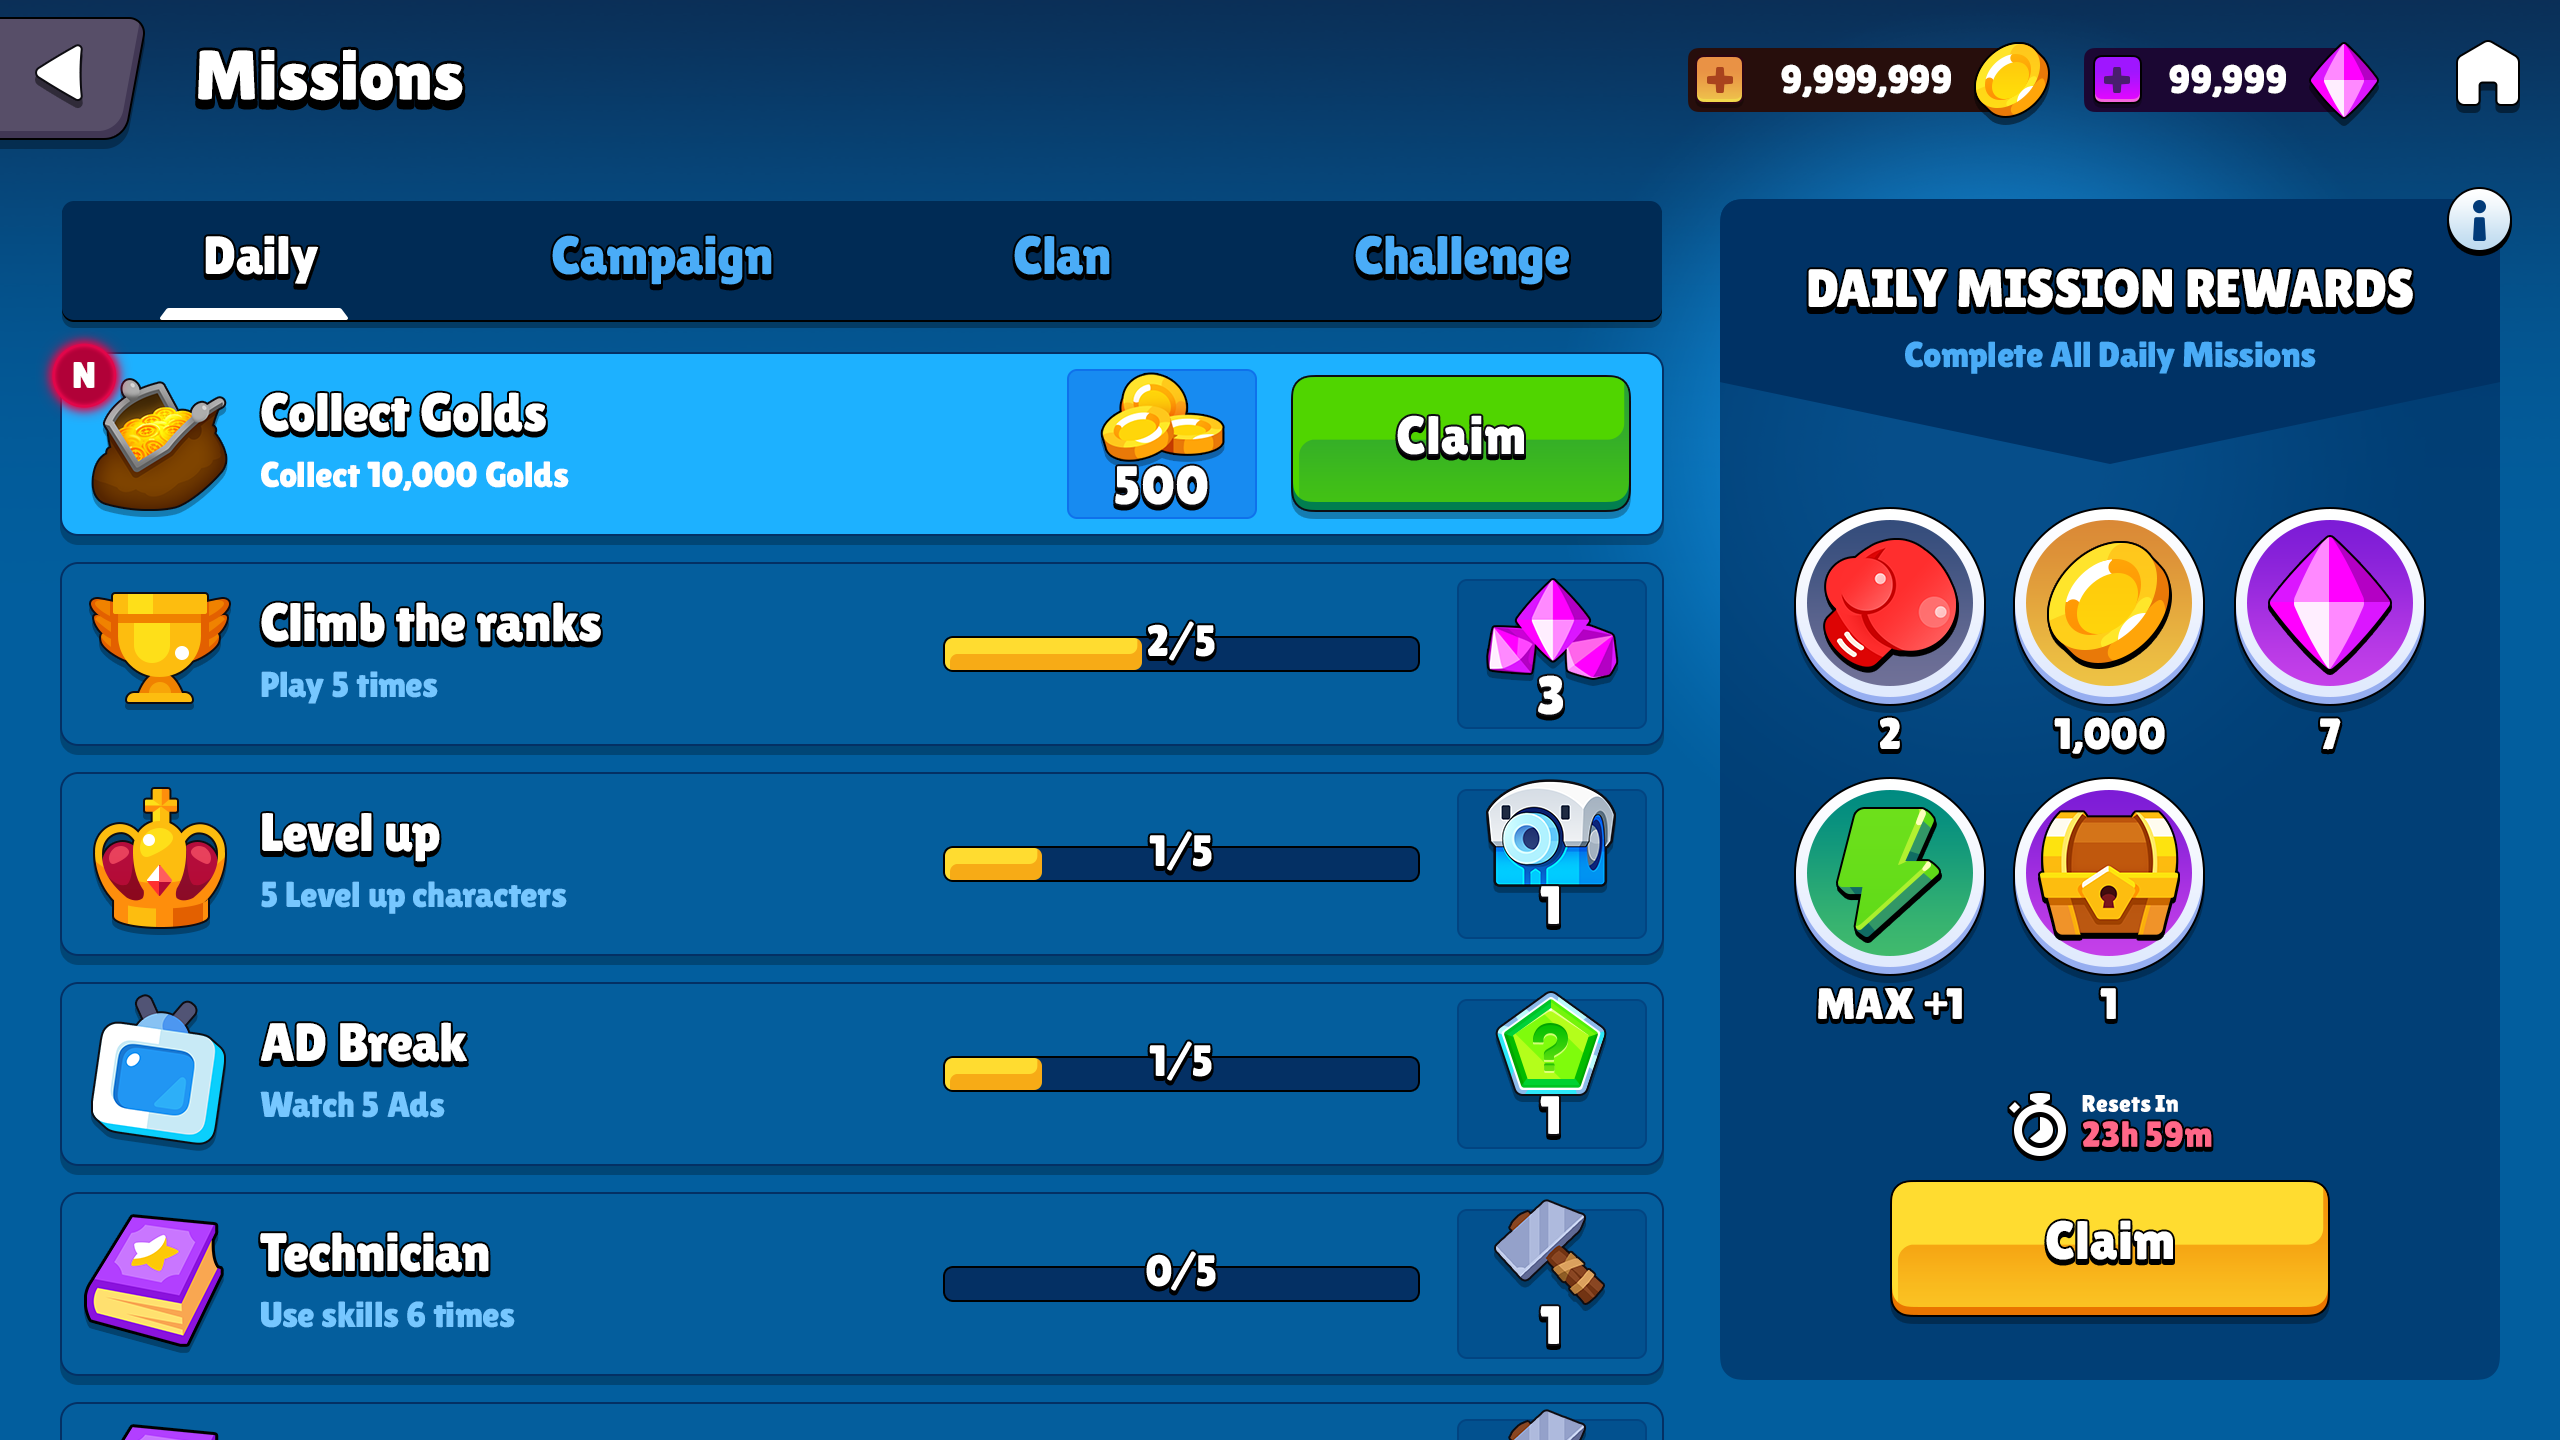 Missions
9,999,999
99,999
Daily
Campaign
Clan
Challenge
N
Collect Golds
Collect 10,000 Golds
500
Claim
Climb the ranks
Play 5 times
2/5
3
Level up
5 Level up characters
1/5
1
AD Break
Watch 5 Ads
1/5
?
1
Technician
Use skills 6 times
0/5
1
DAILY MISSION REWARDS
Complete All Daily Missions
2
1,000
7
MAX +1
1
Resets In
23h 59m
Claim